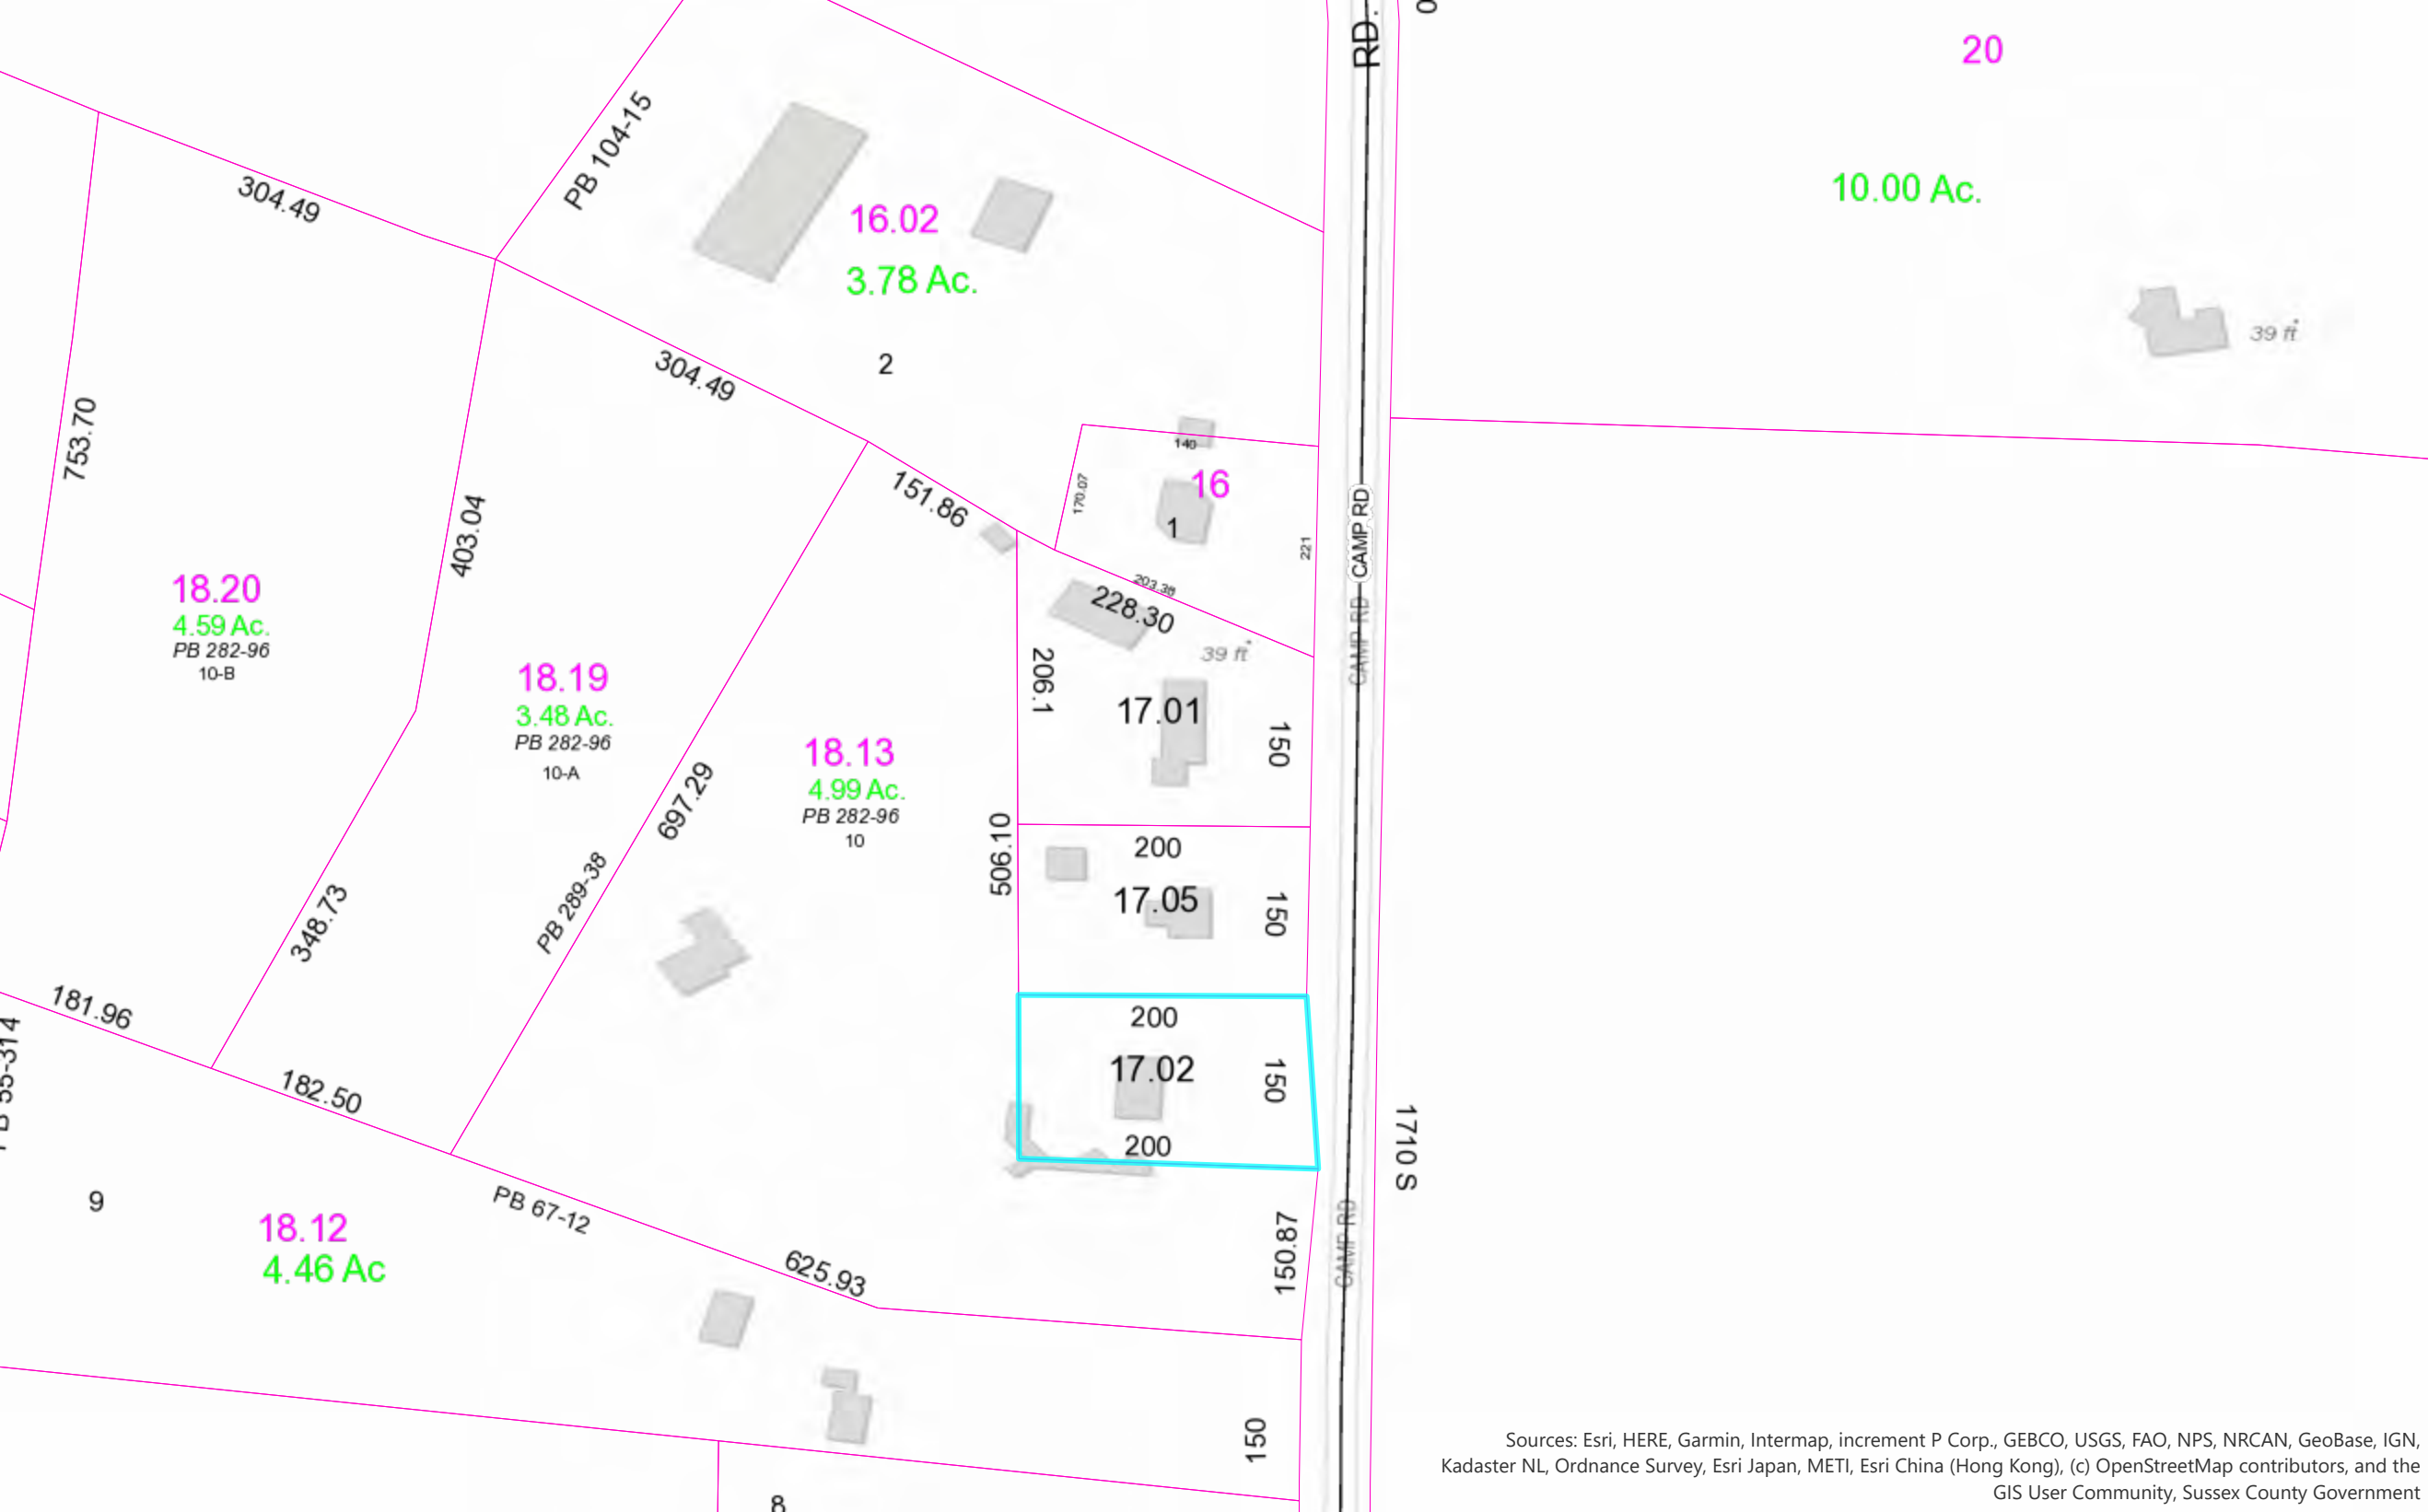 RD.
0
20
PB 104-15
304.49
10.00 Ac.
16.02
3.78 Ac.
39 ft
304.49
2
753.70
140
16
151.86
170.07
1
403.04
221
CAMP RD
203.38
228.30
18.20
4.59 Ac.
PB 282-96
10-B
CAMP RD
39 ft
206.1
18.19
3.48 Ac.
PB 282-96
10-A
17.01
150
18.13
4.99 Ac.
PB 282-96
10
697.29
506.10
200
PB 289-38
17.05
150
348.73
181.96
200
17.02
150
182.50
200
1710 S
9
PB 67-12
18.12
4.46 Ac
150.87
CAMP RD
625.93
150
8
Sources: Esri, HERE, Garmin, Intermap, increment P Corp., GEBCO, USGS, FAO, NPS, NRCAN, GeoBase, IGN,
Kadaster NL, Ordnance Survey, Esri Japan, METI, Esri China (Hong Kong), (c) OpenStreetMap contributors, and the
GIS User Community, Sussex County Government